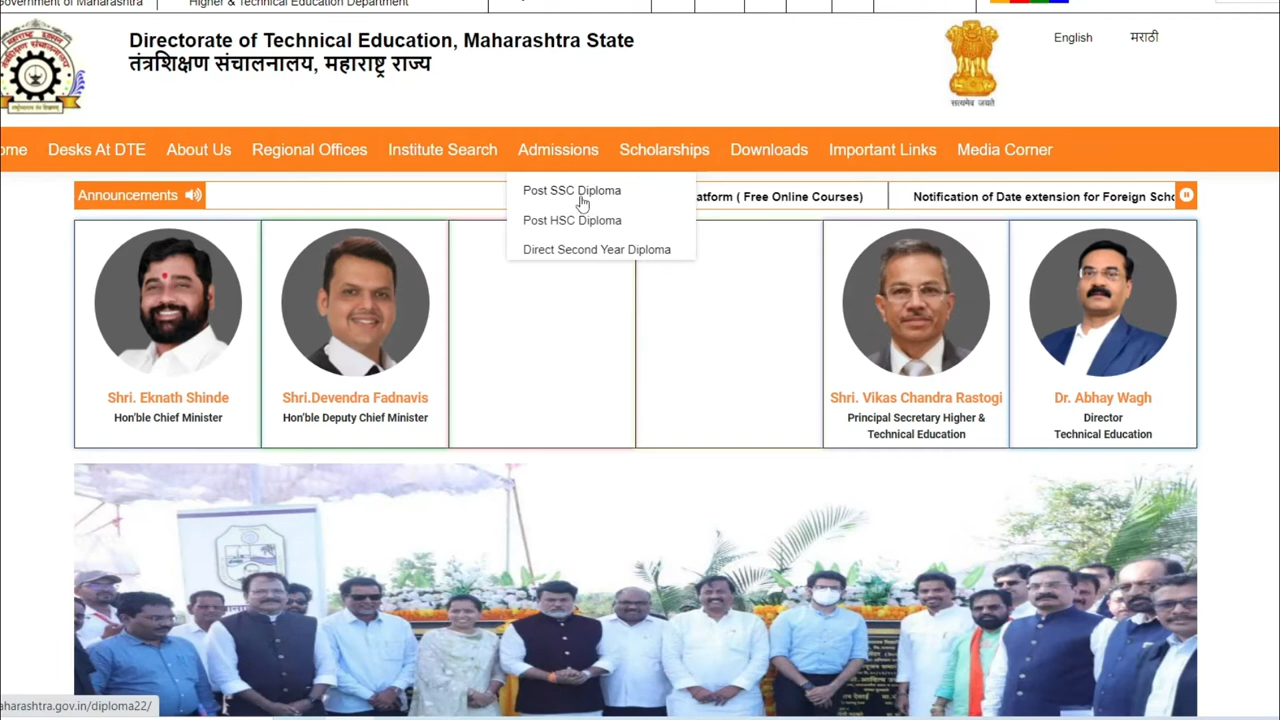 Government of Maharashtra
Higher & Technical Education Department
Directorate of Technical Education, Maharashtra State
तंत्रशिक्षण संचालनालय, महाराष्ट्र राज्य
सत्यमेव जयते
English
मराठी
ome
Desks At DTE
About Us
Regional Offices
Institute Search
Admissions
Scholarships
Downloads
Important Links
Media Corner
Announcements
atform ( Free Online Courses)
Notification of Date extension for Foreign Scho
Post SSC Diploma
Post HSC Diploma
Direct Second Year Diploma
Shri. Eknath Shinde
Hon'ble Chief Minister
Shri.Devendra Fadnavis
Hon'ble Deputy Chief Minister
Shri. Vikas Chandra Rastogi
Principal Secretary Higher &
Technical Education
Dr. Abhay Wagh
Director
Technical Education
aharashtra.gov.in/diploma22/